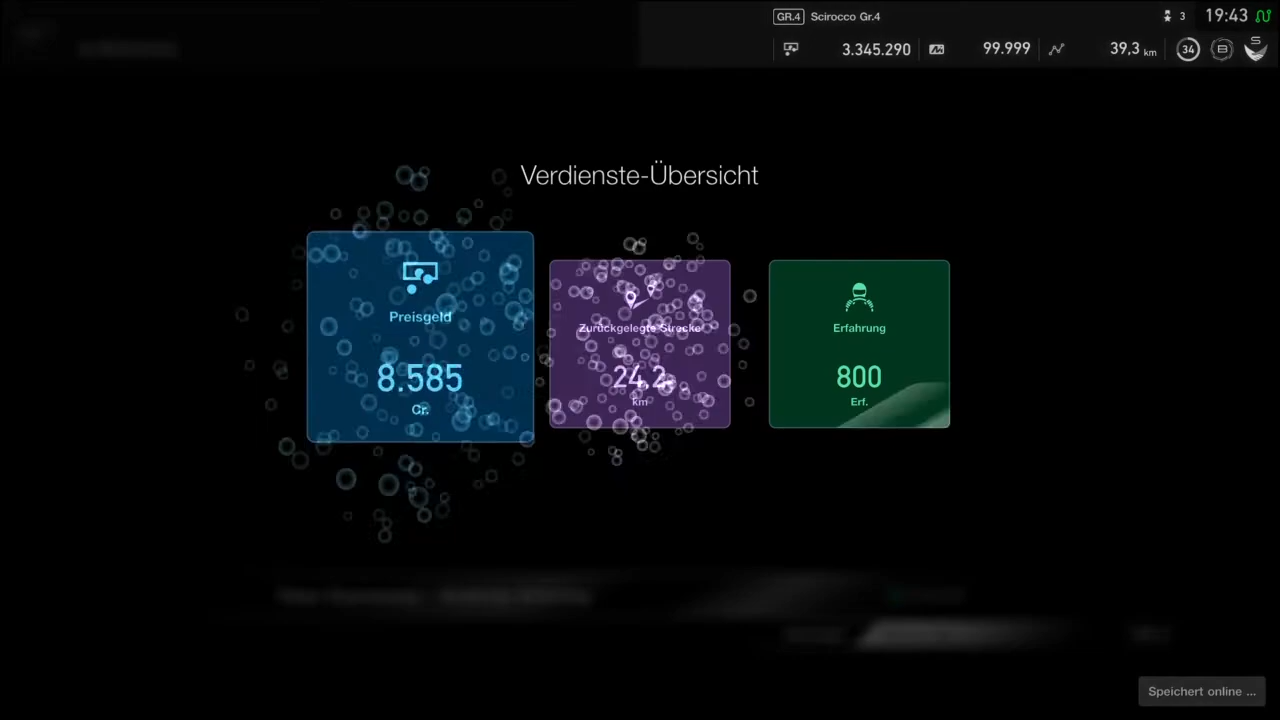 GR.4 Scirocco Gr.4
3
19:43
3.345.290
99.999
39,3 km
34
B
S
Verdienste-Übersicht
Preisgeld
8.585
Cr.
Zurückgelegte Strecke
24,2
km
Erfahrung
800
Erf.
Speichert online ...